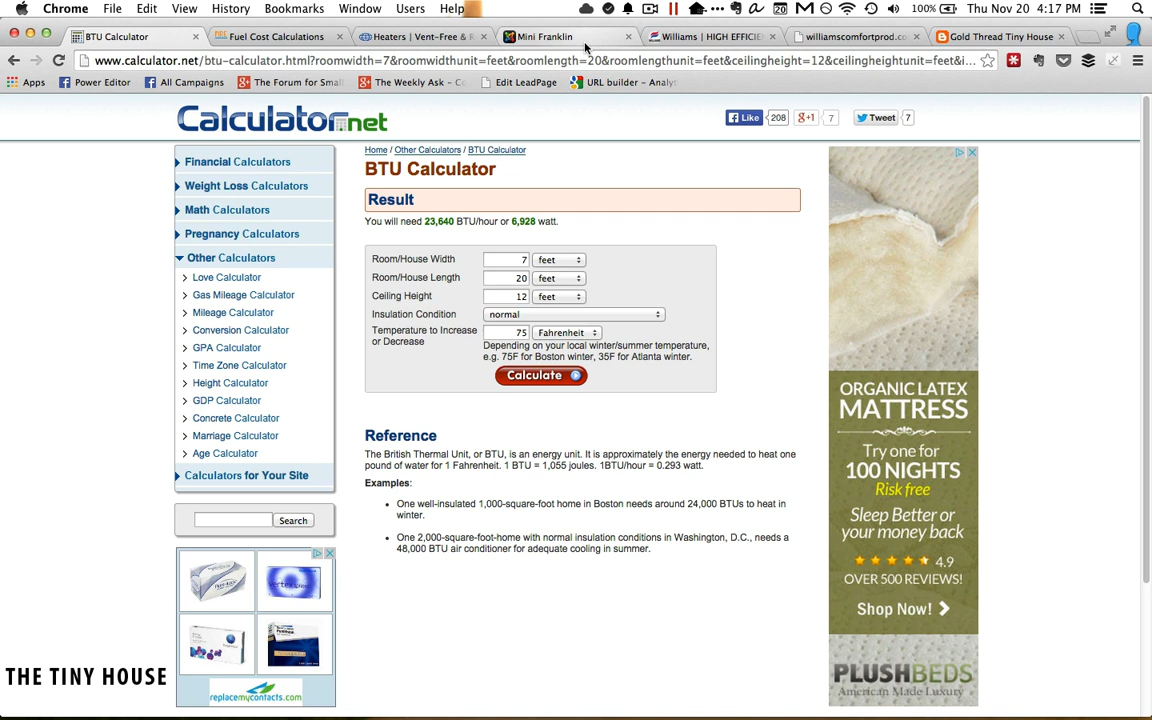 Chrome File Edit View History Bookmarks Window Users Help 20 100% Thu Nov 20 4:17 PM
BTU Calculator Fuel Cost Calculations Heaters | Vent-Free & R Mini Franklin Williams | HIGH EFFICIE williamscomfortprod.co Gold Thread Tiny House
www.calculator.net/btu-calculator.html?roomwidth=7&roomwidthunit=feet&roomlength=20&roomlengthunit=feet&ceilingheight=12&ceilingheightunit=feet&i...
Apps Power Editor All Campaigns The Forum for Small The Weekly Ask - Co Edit LeadPage URL builder - Analyt
Calculator.net
Like 208 +1 7 Tweet 7
Home / Other Calculators / BTU Calculator
BTU Calculator
Financial Calculators
Weight Loss Calculators
Math Calculators
Pregnancy Calculators
Other Calculators
Love Calculator
Gas Mileage Calculator
Mileage Calculator
Conversion Calculator
GPA Calculator
Time Zone Calculator
Height Calculator
GDP Calculator
Concrete Calculator
Marriage Calculator
Age Calculator
Calculators for Your Site
Search
replacemycontacts.com
THE TINY HOUSE
Result
You will need 23,640 BTU/hour or 6,928 watt.
Room/House Width 7 feet
Room/House Length 20 feet
Ceiling Height 12 feet
Insulation Condition normal
Temperature to Increase or Decrease 75 Fahrenheit
Depending on your local winter/summer temperature,
e.g. 75F for Boston winter, 35F for Atlanta winter.
Calculate
Reference
The British Thermal Unit, or BTU, is an energy unit. It is approximately the energy needed to heat one
pound of water for 1 Fahrenheit. 1 BTU = 1,055 joules. 1BTU/hour = 0.293 watt.
Examples:
One well-insulated 1,000-square-foot home in Boston needs around 24,000 BTUs to heat in
winter.
One 2,000-square-foot-home with normal insulation conditions in Washington, D.C., needs a
48,000 BTU air conditioner for adequate cooling in summer.
ORGANIC LATEX
MATTRESS
Try one for
100 NIGHTS
Risk free
Sleep Better or
your money back
4.9
OVER 500 REVIEWS!
Shop Now!
PLUSHBEDS
American Made Luxury